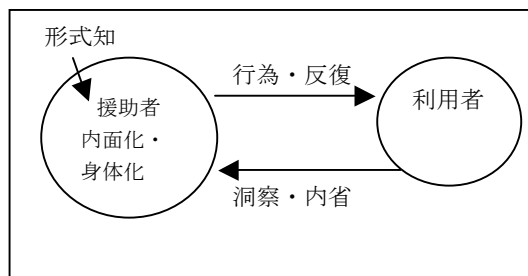 形式知
行為・反復
援助者
内面化・
身体化
利用者
洞察・内省